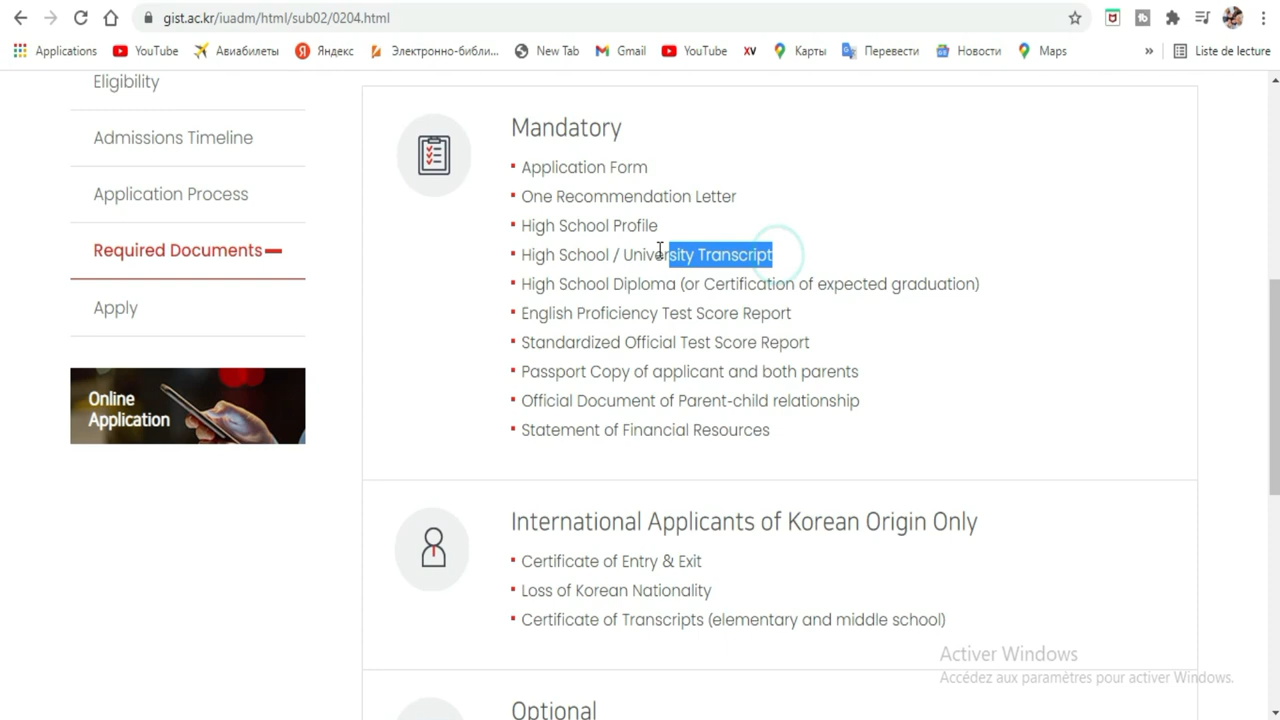 gist.ac.kr/iuadm/html/sub02/0204.html
Applications YouTube Авиабилеты Яндекс Электронно-библи... New Tab Gmail YouTube XV Карты Перевести Новости Maps » Liste de lecture
Eligibility
Admissions Timeline
Application Process
Required Documents
Apply
Online
Application
Mandatory
Application Form
One Recommendation Letter
High School Profile
High School / University Transcript
High School Diploma (or Certification of expected graduation)
English Proficiency Test Score Report
Standardized Official Test Score Report
Passport Copy of applicant and both parents
Official Document of Parent-child relationship
Statement of Financial Resources
International Applicants of Korean Origin Only
Certificate of Entry & Exit
Loss of Korean Nationality
Certificate of Transcripts (elementary and middle school)
Activer Windows
Accédez aux paramètres pour activer Windows.
Optional